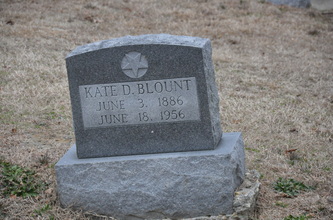 KATE D. BLOUNT
JUNE 3, 1886
JUNE 18, 1956